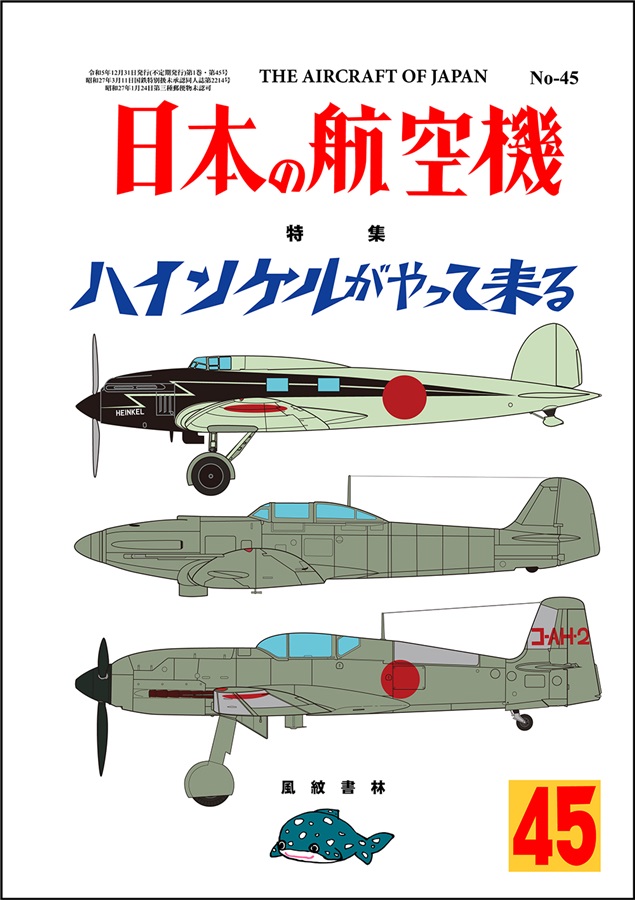 令和5年12月31日発行(不定期発行)第1巻・第45号
昭和27年3月11日国鉄特別扱未承認同人誌第2214号
昭和27年1月24日第三種郵便物未認可
THE AIRCRAFT OF JAPAN
No-45
日本の航空機
特集
ハインケルがやって来る
HEINKEL
コ-AH-2
風紋書林
45